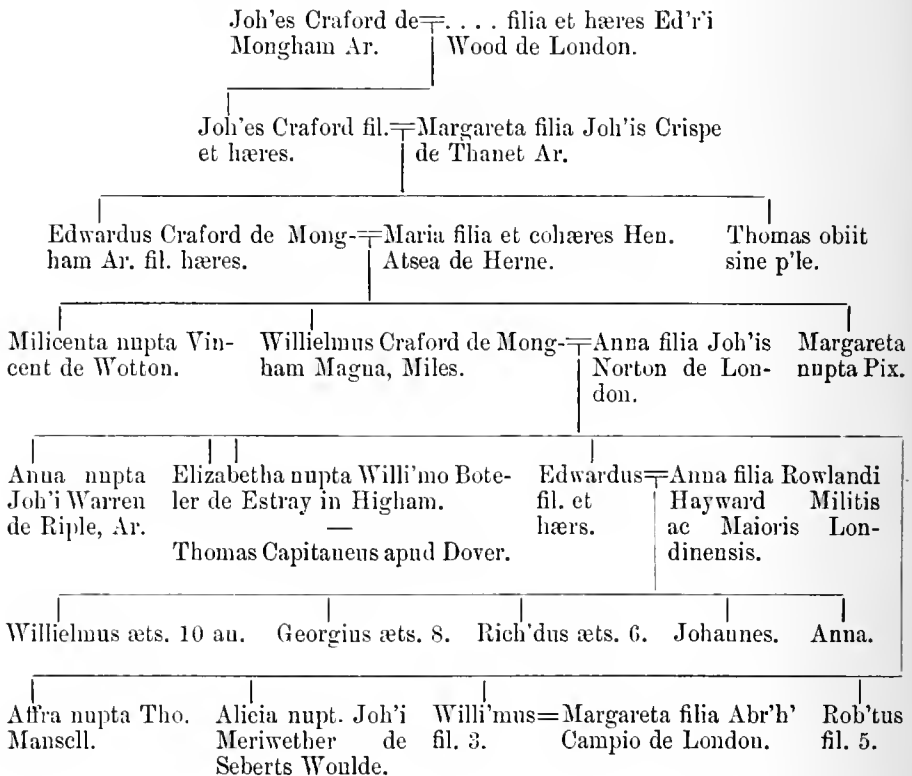 Joh'es Craford de=. . . . filia et hæres Ed'r'i
Mongham Ar. Wood de London.
Joh'es Craford fil.=Margareta filia Joh'is Crispe
et hæres. de Thanet Ar.
Edwardus Craford de Mong-=Maria filia et cohæres Hen. Thomas obiit
ham Ar. fil. hæres. Atsea de Herne. sine p'le.
Milicenta nupta Vin- Willielmus Craford de Mong-=Anna filia Joh'is Margareta
cent de Wotton. ham Magna, Miles. Norton de Lon- nupta Pix.
don.
Anna nupta Elizabetha nupta Willi'mo Bote- Edwardus=Anna filia Rowlandi
Joh'i Warren ler de Estray in Higham. fil. et Hayward Militis
de Riple, Ar. — hærs. ac Maioris Lon-
Thomas Capitaneus apud Dover. dinensis.
Willielmus æts. 10 an. Georgius æts. 8. Rich'dus æts. 6. Johannes. Anna.
Affra nupta Tho. Alicia nupt. Joh'i Willi'mus=Margareta filia Abr'h' Rob'tus
Mansell. Meriwether de fil. 3. Campio de London. fil. 5.
Seberts Woulde.